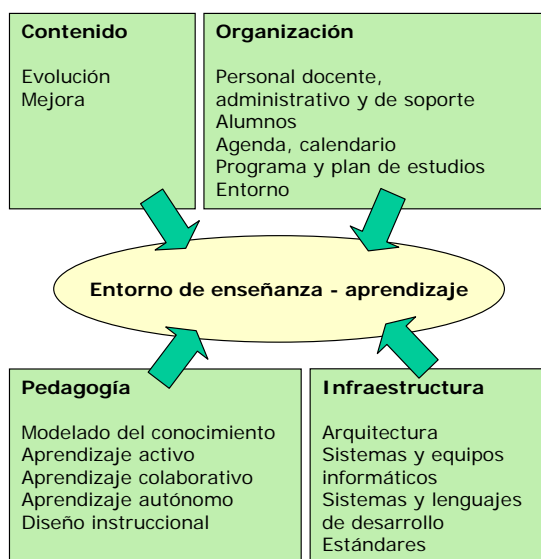 Contenido
Evolución
Mejora
Organización
Personal docente,
administrativo y de soporte
Alumnos
Agenda, calendario
Programa y plan de estudios
Entorno
Entorno de enseñanza - aprendizaje
Pedagogía
Modelado del conocimiento
Aprendizaje activo
Aprendizaje colaborativo
Aprendizaje autónomo
Diseño instruccional
Infraestructura
Arquitectura
Sistemas y equipos
informáticos
Sistemas y lenguajes
de desarrollo
Estándares